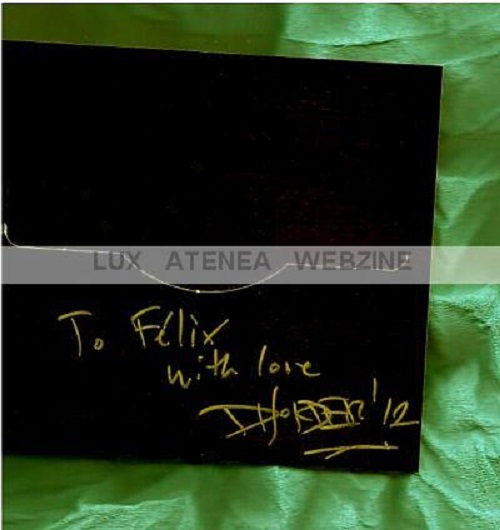 LUX ATENEA WEBZINE
To Félix
with love
'12